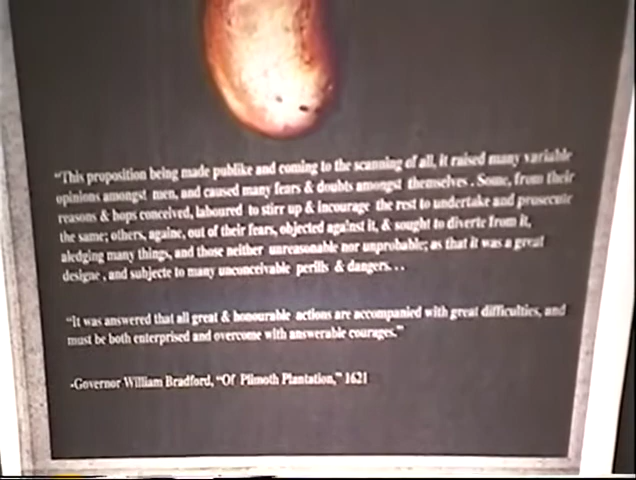 "This proposition being made publike and coming to the scanning of all, it raised many variable
opinions amongst men, and caused many fears & doubts amongst themselves. Some, from their
reasons & hops conceived, laboured to stirr up & incourage the rest to undertake and prosecute
the same; others, againe, out of their fears, objected against it, & sought to diverte from it,
aledging many things, and those neither unreasonable nor unprobable; as that it was a great
designe, and subjecte to many unconceivable perills & dangers...
"It was answered that all great & honourable actions are accompanied with great difficulties, and
must be both enterprised and overcome with answerable courages."
-Governor William Bradford, "Of Plimoth Plantation," 1621